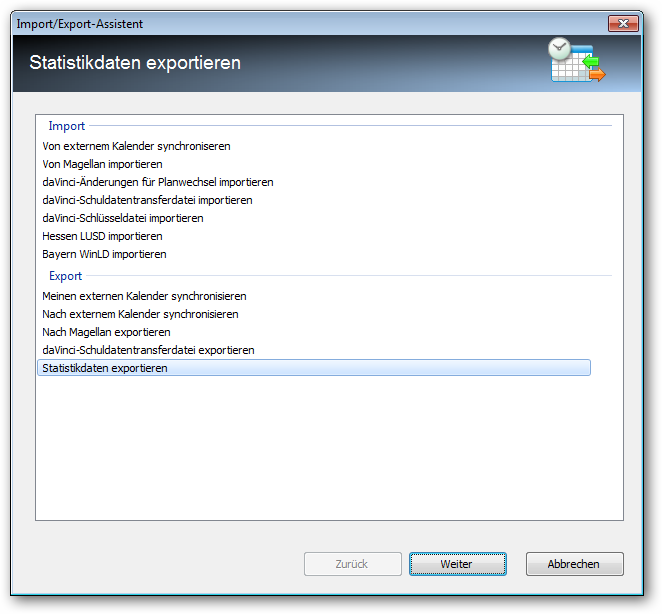 Import/Export-Assistent
Statistikdaten exportieren
Import
Von externem Kalender synchroniseren
Von Magellan importieren
daVinci-Änderungen für Planwechsel importieren
daVinci-Schuldatentransferdatei importieren
daVinci-Schlüsseldatei importieren
Hessen LUSD importieren
Bayern WinLD importieren
Export
Meinen externen Kalender synchronisieren
Nach externem Kalender synchronisieren
Nach Magellan exportieren
daVinci-Schuldatentransferdatei exportieren
Statistikdaten exportieren
Zurück Weiter Abbrechen